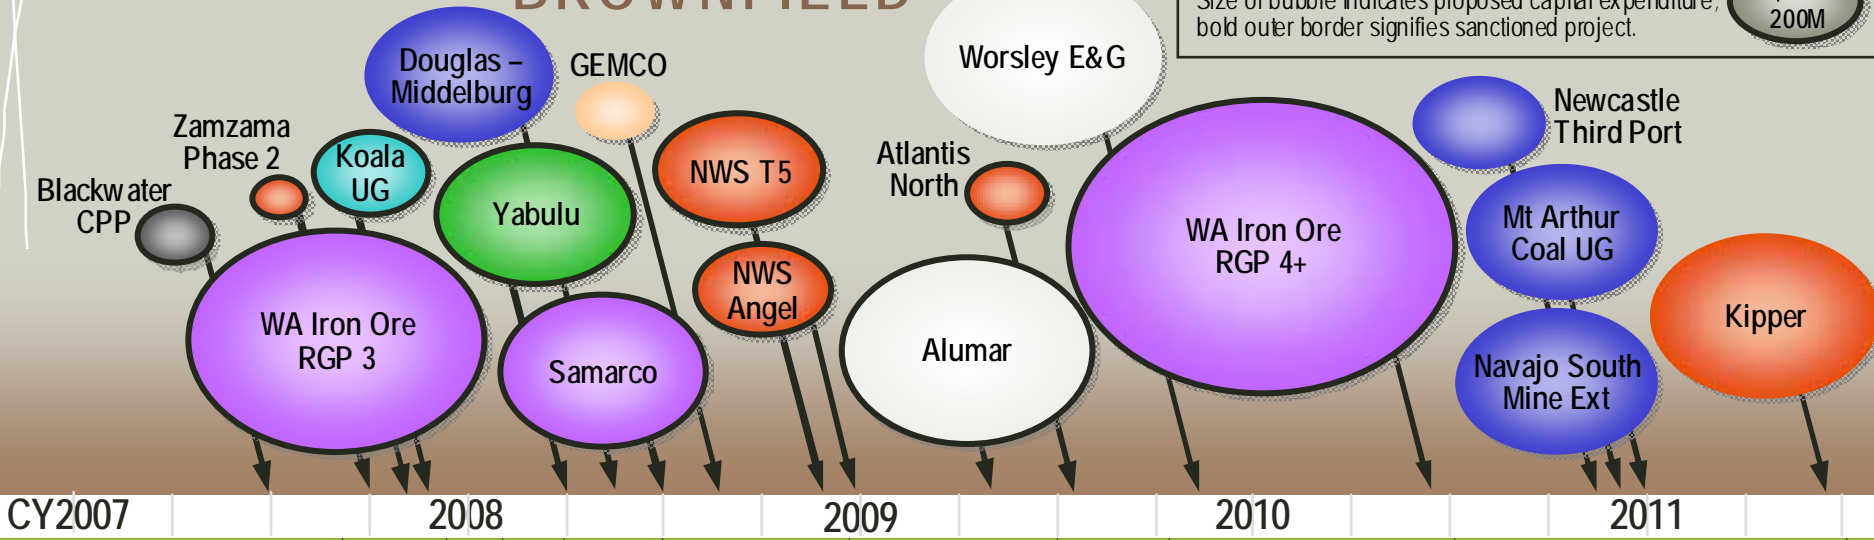 BROWNFIELD
Size of bubble indicates proposed capital expenditure,
bold outer border signifies sanctioned project.
200M
Douglas –
Middelburg
GEMCO
Worsley E&G
Zamzama
Phase 2
Koala
UG
Blackwater
CPP
Yabulu
NWS T5
Atlantis
North
Newcastle
Third Port
WA Iron Ore
RGP 4+
Mt Arthur
Coal UG
NWS
Angel
WA Iron Ore
RGP 3
Samarco
Alumar
Kipper
Navajo South
Mine Ext
CY2007 2008 2009 2010 2011